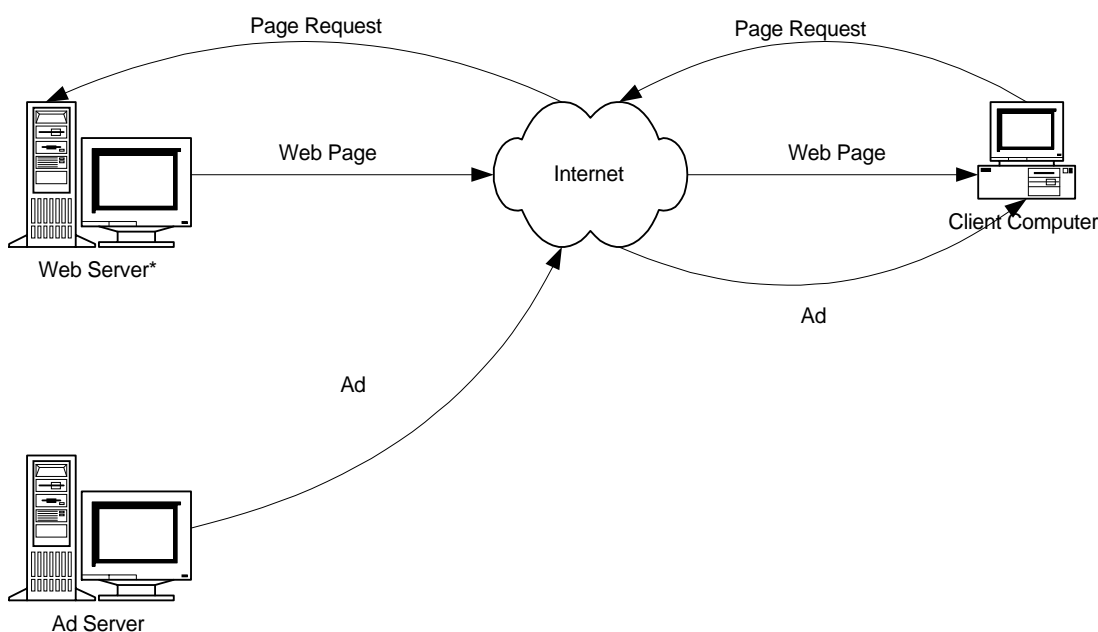 Page Request
Page Request
Web Page
Internet
Web Page
Client Computer
Web Server*
Ad
Ad
Ad Server